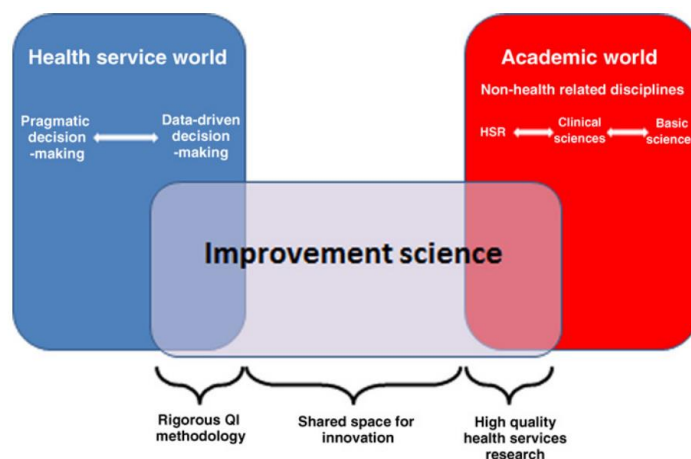 Health service world
Pragmatic
decision
-making
Data-driven
decision
-making
Academic world
Non-health related disciplines
HSR
Clinical
sciences
Basic
science
Improvement science
Rigorous QI
methodology
Shared space for
innovation
High quality
health services
research